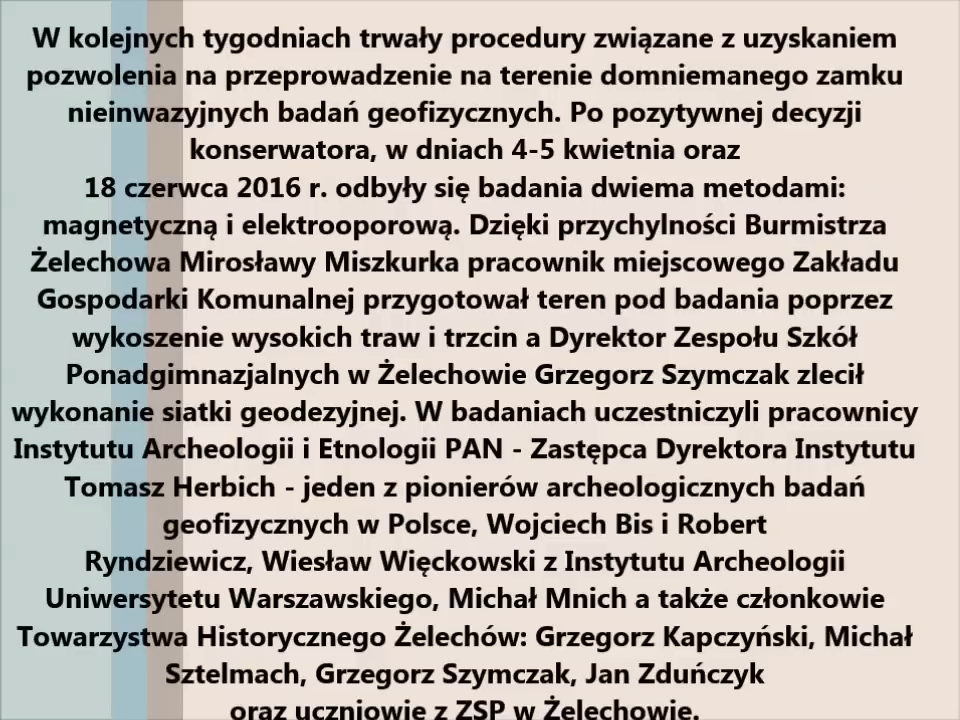 W kolejnych tygodniach trwały procedury związane z uzyskaniem
pozwolenia na przeprowadzenie na terenie domniemanego zamku
nieinwazyjnych badań geofizycznych. Po pozytywnej decyzji
konserwatora, w dniach 4-5 kwietnia oraz
18 czerwca 2016 r. odbyły się badania dwiema metodami:
magnetyczną i elektrooporową. Dzięki przychylności Burmistrza
Żelechowa Mirosławy Miszkurka pracownik miejscowego Zakładu
Gospodarki Komunalnej przygotował teren pod badania poprzez
wykoszenie wysokich traw i trzcin a Dyrektor Zespołu Szkół
Ponadgimnazjalnych w Żelechowie Grzegorz Szymczak zlecił
wykonanie siatki geodezyjnej. W badaniach uczestniczyli pracownicy
Instytutu Archeologii i Etnologii PAN - Zastępca Dyrektora Instytutu
Tomasz Herbich - jeden z pionierów archeologicznych badań
geofizycznych w Polsce, Wojciech Bis i Robert
Ryndziewicz, Wiesław Więckowski z Instytutu Archeologii
Uniwersytetu Warszawskiego, Michał Mnich a także członkowie
Towarzystwa Historycznego Żelechów: Grzegorz Kapczyński, Michał
Sztelmach, Grzegorz Szymczak, Jan Zduńczyk
oraz uczniowie z ZSP w Żelechowie.